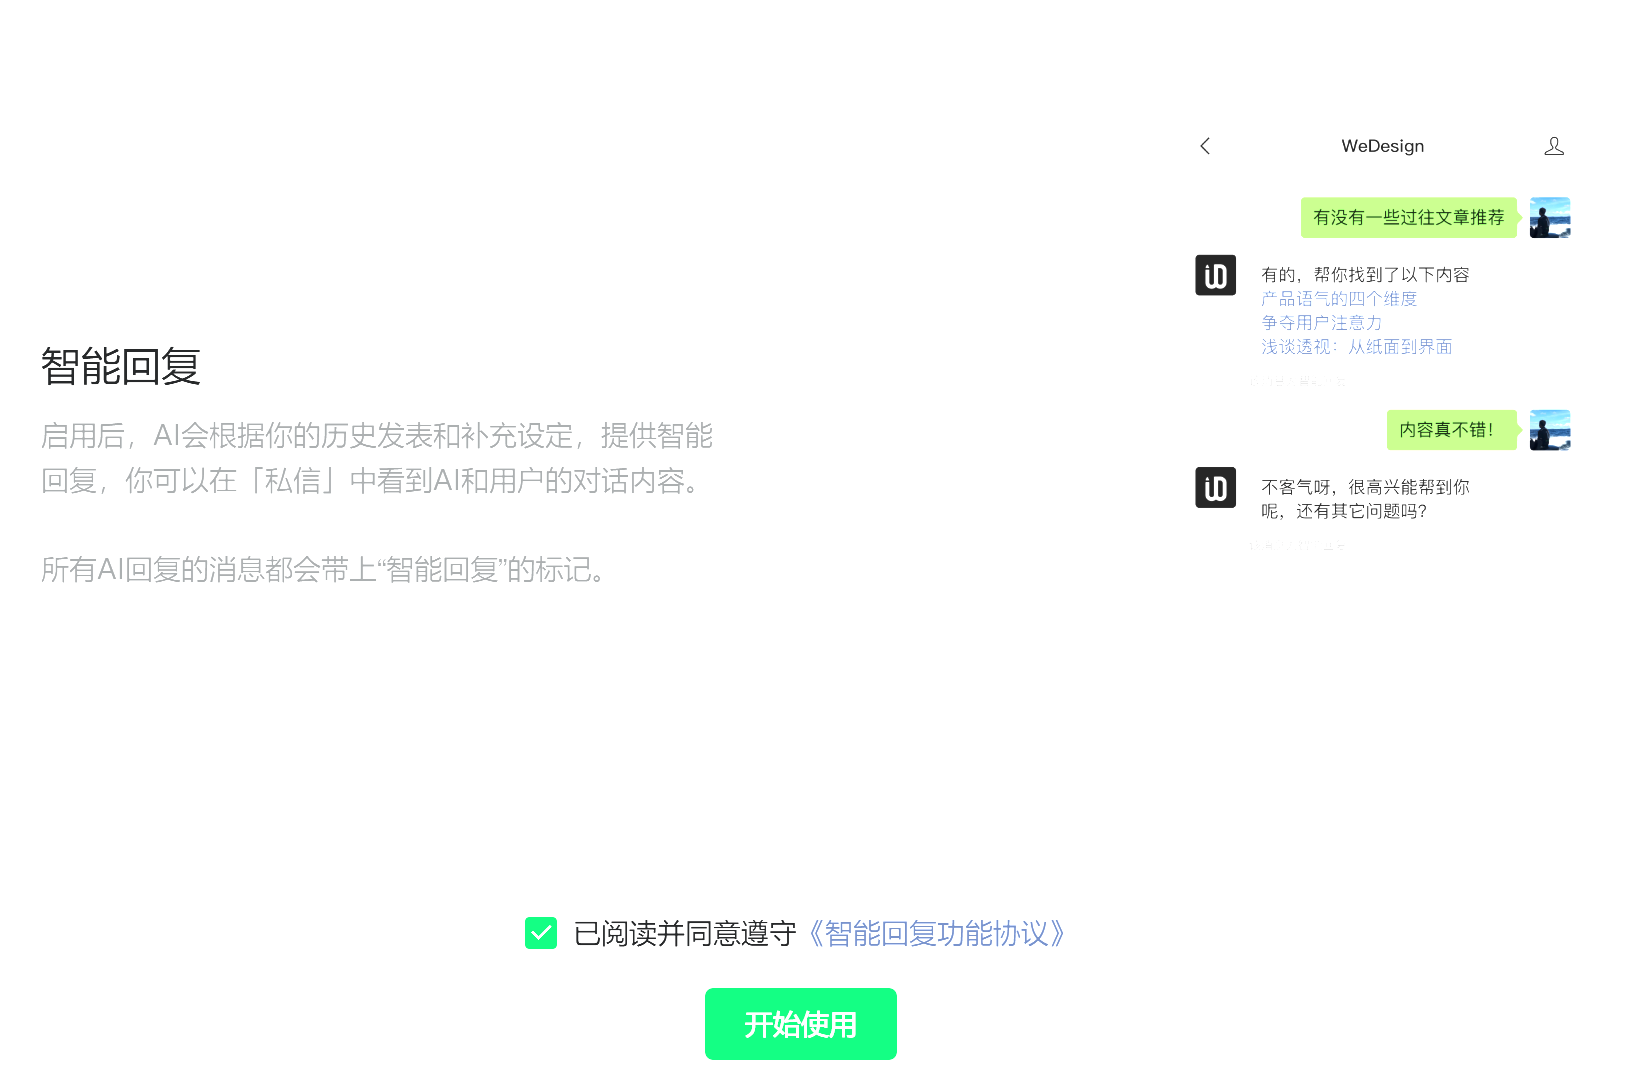 智能回复
启用后，AI会根据你的历史发表和补充设定，提供智能
回复，你可以在「私信」中看到AI和用户的对话内容。
所有AI回复的消息都会带上“智能回复”的标记。
WeDesign
有没有一些过往文章推荐
有的，帮你找到了以下内容
产品语气的四个维度
争夺用户注意力
浅谈透视：从纸面到界面
内容真不错！
不客气呀，很高兴能帮到你
呢，还有其它问题吗？
已阅读并同意遵守《智能回复功能协议》
开始使用